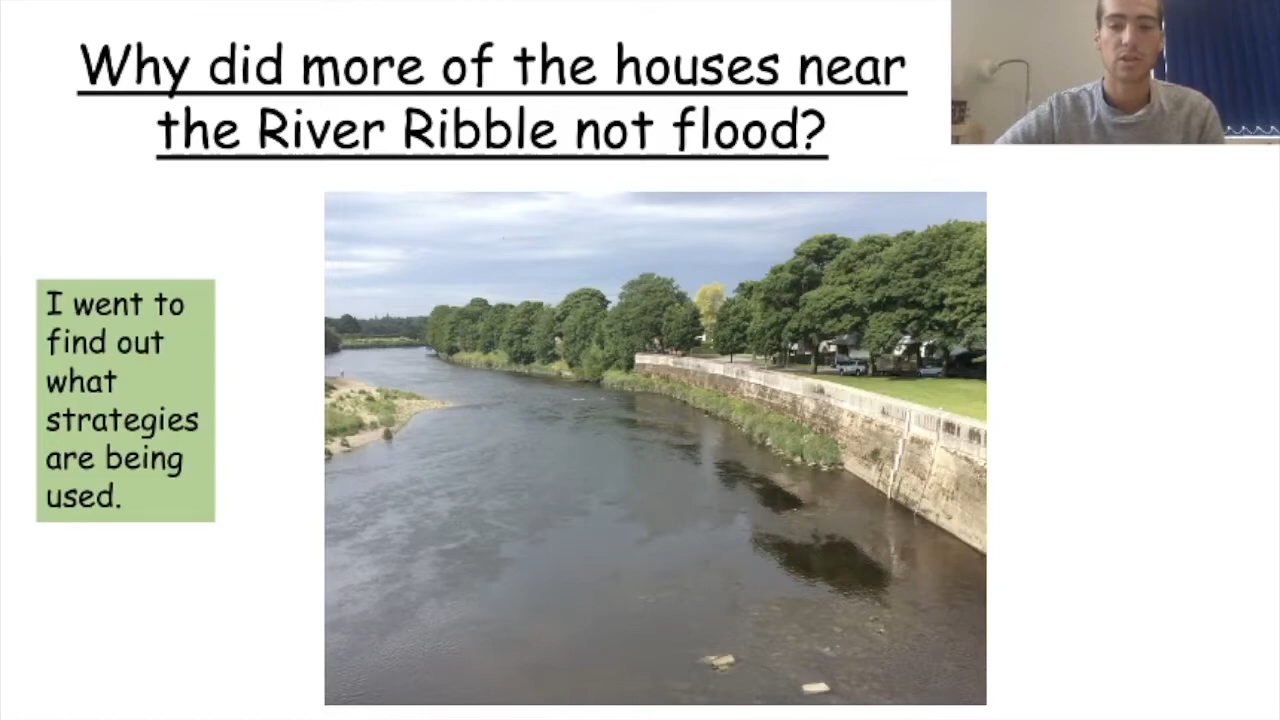 Why did more of the houses near
the River Ribble not flood?
I went to
find out
what
strategies
are being
used.